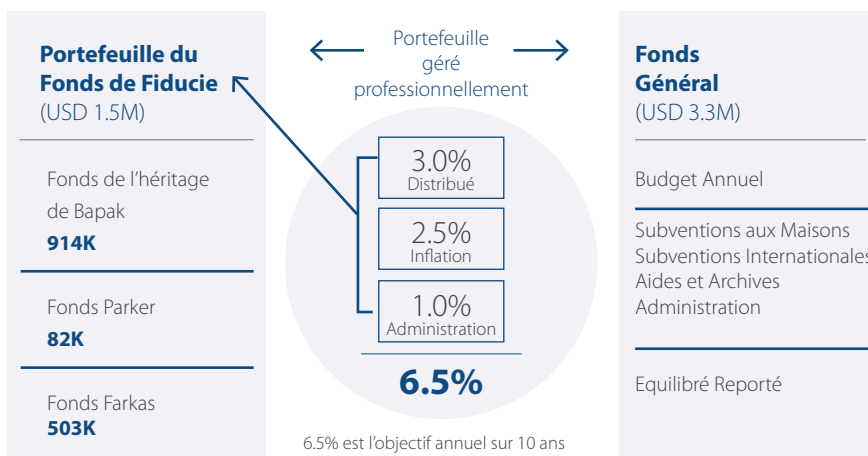 Portefeuille du
Fonds de Fiducie
(USD 1.5M)
Fonds de l’héritage
de Bapak
914K
Fonds Parker
82K
Fonds Farkas
503K
Portefeuille
géré
professionnellement
3.0%
Distribué
2.5%
Inflation
1.0%
Administration
6.5%
6.5% est l’objectif annuel sur 10 ans
Fonds
Général
(USD 3.3M)
Budget Annuel
Subventions aux Maisons
Subventions Internationales
Aides et Archives
Administration
Equilibré Reporté